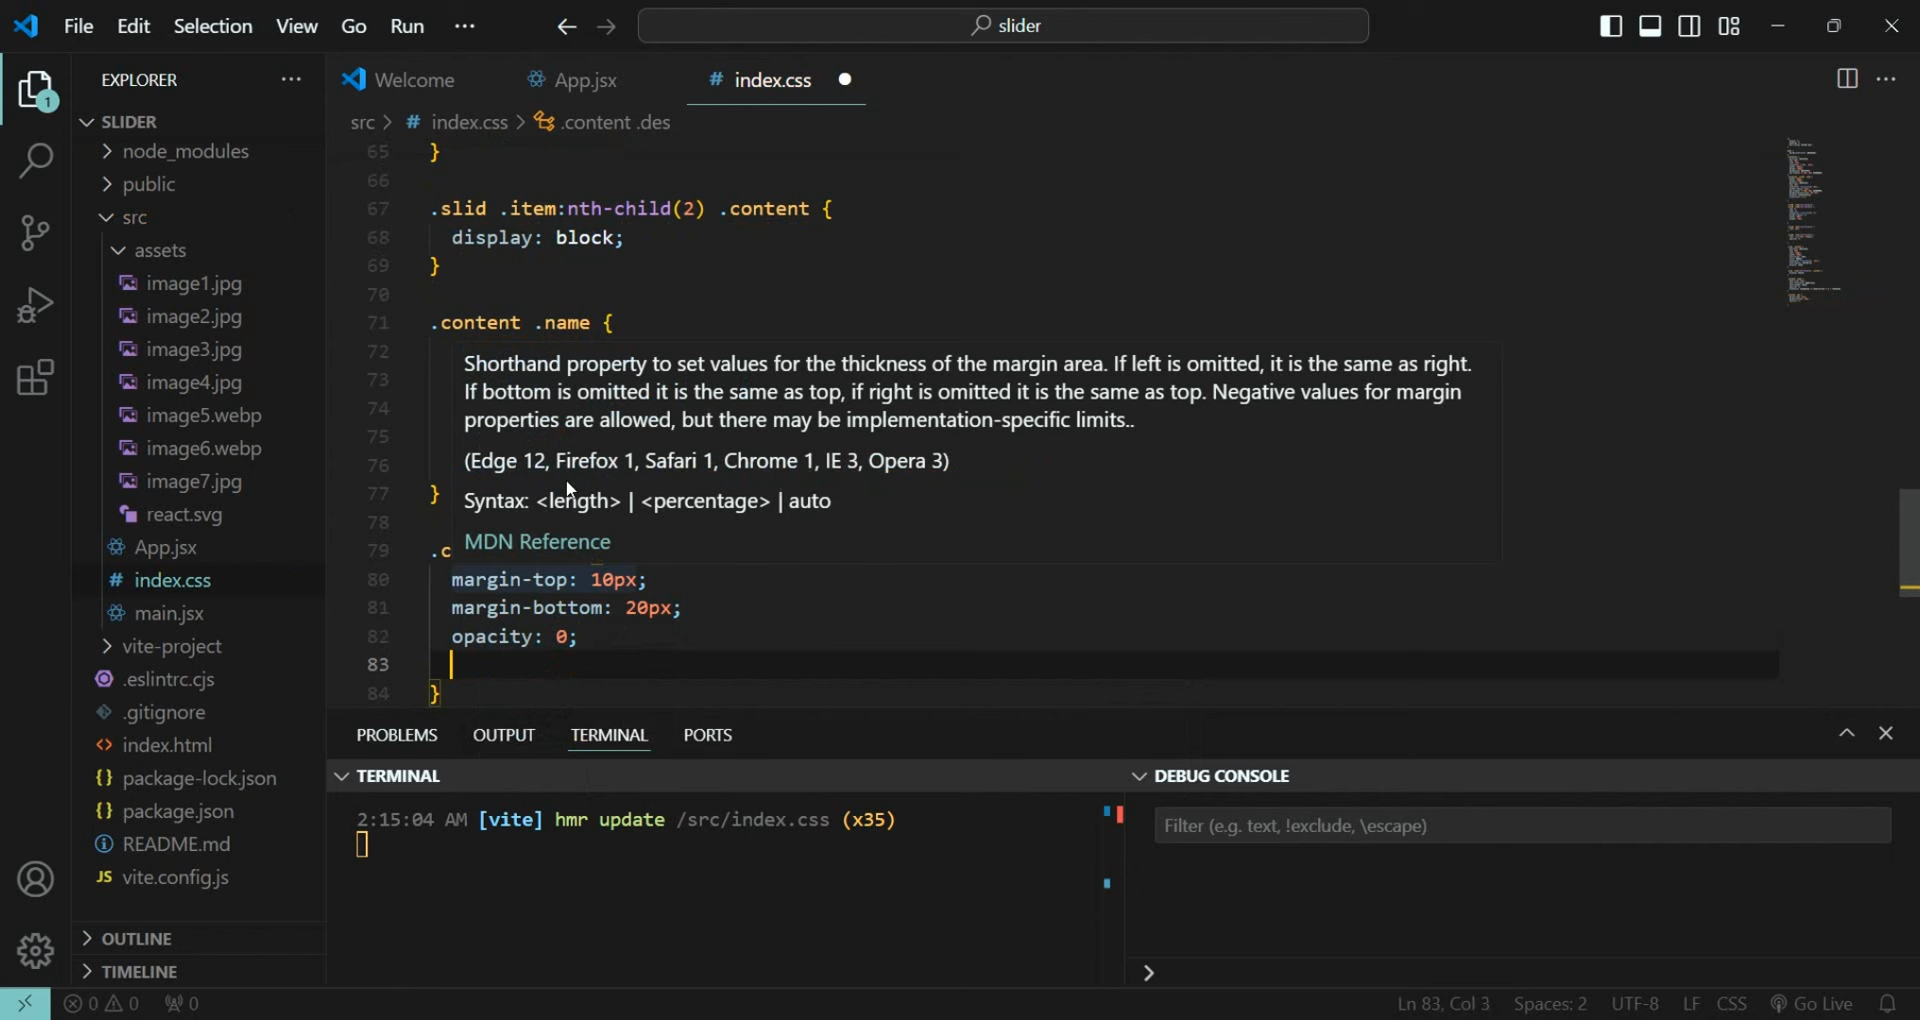 File Edit Selection View Go Run ··· slider
EXPLORER ···
Welcome App.jsx # index.css
src > # index.css > .content .des
1
SLIDER
node_modules
public
src
assets
image1.jpg
image2.jpg
image3.jpg
image4.jpg
image5.webp
image6.webp
image7.jpg
react.svg
App.jsx
# index.css
main.jsx
vite-project
.eslintrc.cjs
.gitignore
index.html
{} package-lock.json
{} package.json
README.md
JS vite.config.js
OUTLINE
TIMELINE
65 }
66
67 .slid .item:nth-child(2) .content {
68 display: block;
69 }
70
71 .content .name {
72
73
74
75
76
77 }
78
79 .c
Shorthand property to set values for the thickness of the margin area. If left is omitted, it is the same as right.
If bottom is omitted it is the same as top, if right is omitted it is the same as top. Negative values for margin
properties are allowed, but there may be implementation-specific limits..
(Edge 12, Firefox 1, Safari 1, Chrome 1, IE 3, Opera 3)
Syntax: <length> | <percentage> | auto
MDN Reference
80 margin-top: 10px;
81 margin-bottom: 20px;
82 opacity: 0;
83
84 }
PROBLEMS OUTPUT TERMINAL PORTS
TERMINAL
2:15:04 AM [vite] hmr update /src/index.css (x35)
DEBUG CONSOLE
Filter (e.g. text, !exclude, \escape)
0 0 0
Ln 83, Col 3 Spaces: 2 UTF-8 LF CSS Go Live